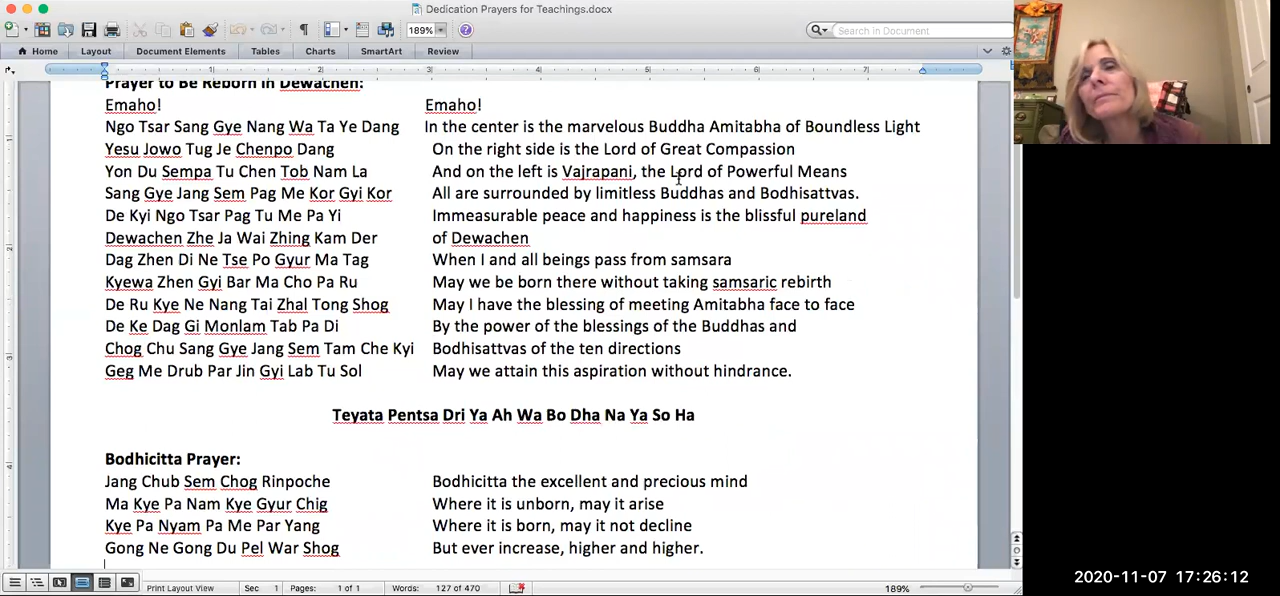 Dedication Prayers for Teachings.docx
189%
Search in Document
Home Layout Document Elements Tables Charts SmartArt Review
1 2 3 4 5 6 7
Prayer to Be Reborn in Dewachen:
Emaho! Emaho!
Ngo Tsar Sang Gye Nang Wa Ta Ye Dang In the center is the marvelous Buddha Amitabha of Boundless Light
Yesu Jowo Tug Je Chenpo Dang On the right side is the Lord of Great Compassion
Yon Du Sempa Tu Chen Tob Nam La And on the left is Vajrapani, the Lord of Powerful Means
Sang Gye Jang Sem Pag Me Kor Gyi Kor All are surrounded by limitless Buddhas and Bodhisattvas.
De Kyi Ngo Tsar Pag Tu Me Pa Yi Immeasurable peace and happiness is the blissful pureland
Dewachen Zhe Ja Wai Zhing Kam Der of Dewachen
Dag Zhen Di Ne Tse Po Gyur Ma Tag When I and all beings pass from samsara
Kyewa Zhen Gyi Bar Ma Cho Pa Ru May we be born there without taking samsaric rebirth
De Ru Kye Ne Nang Tai Zhal Tong Shog May I have the blessing of meeting Amitabha face to face
De Ke Dag Gi Monlam Tab Pa Di By the power of the blessings of the Buddhas and
Chog Chu Sang Gye Jang Sem Tam Che Kyi Bodhisattvas of the ten directions
Geg Me Drub Par Jin Gyi Lab Tu Sol May we attain this aspiration without hindrance.
Teyata Pentsa Dri Ya Ah Wa Bo Dha Na Ya So Ha
Bodhicitta Prayer:
Jang Chub Sem Chog Rinpoche Bodhicitta the excellent and precious mind
Ma Kye Pa Nam Kye Gyur Chig Where it is unborn, may it arise
Kye Pa Nyam Pa Me Par Yang Where it is born, may it not decline
Gong Ne Gong Du Pel War Shog But ever increase, higher and higher.
Print Layout View Sec 1 Pages: 1 of 1 Words: 127 of 470 189%
2020-11-07 17:26:12